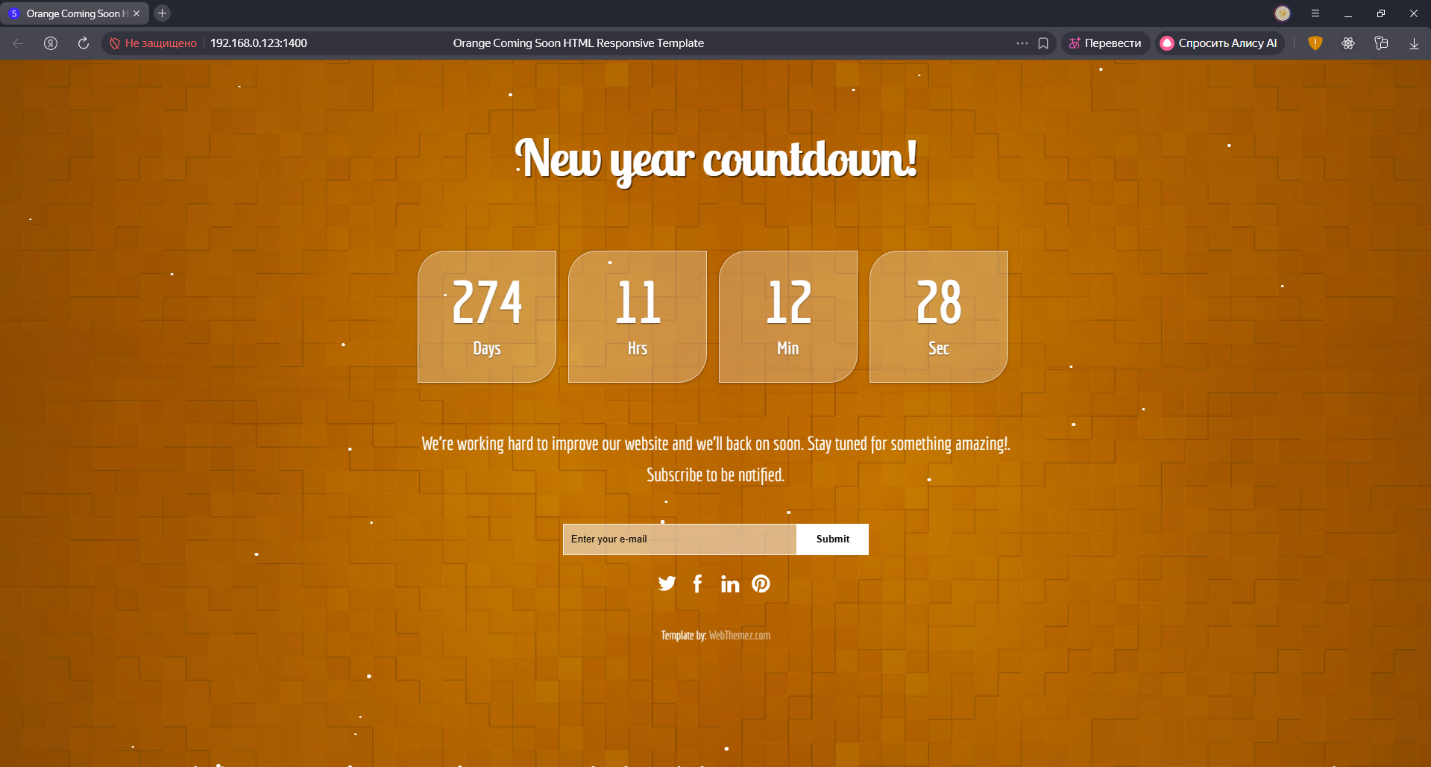 Orange Coming Soon H
Не защищено 192.168.0.123:1400 Orange Coming Soon HTML Responsive Template Перевести Спросить Алису AI
New year countdown!
274 11 12 28
Days Hrs Min Sec
We're working hard to improve our website and we'll back on soon. Stay tuned for something amazing!.
Subscribe to be notified.
Enter your e-mail Submit
Template by: WebThemez.com